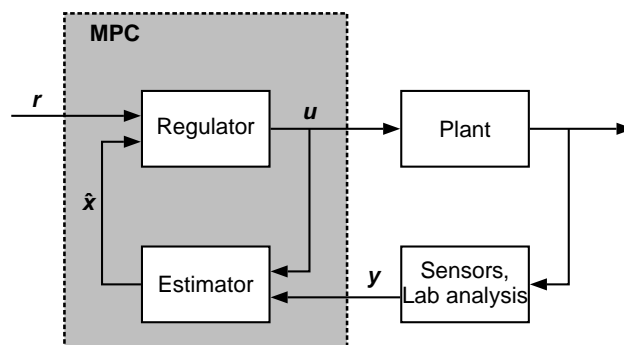 MPC
r
Regulator
u
Plant
x̂
Estimator
y
Sensors,
Lab analysis